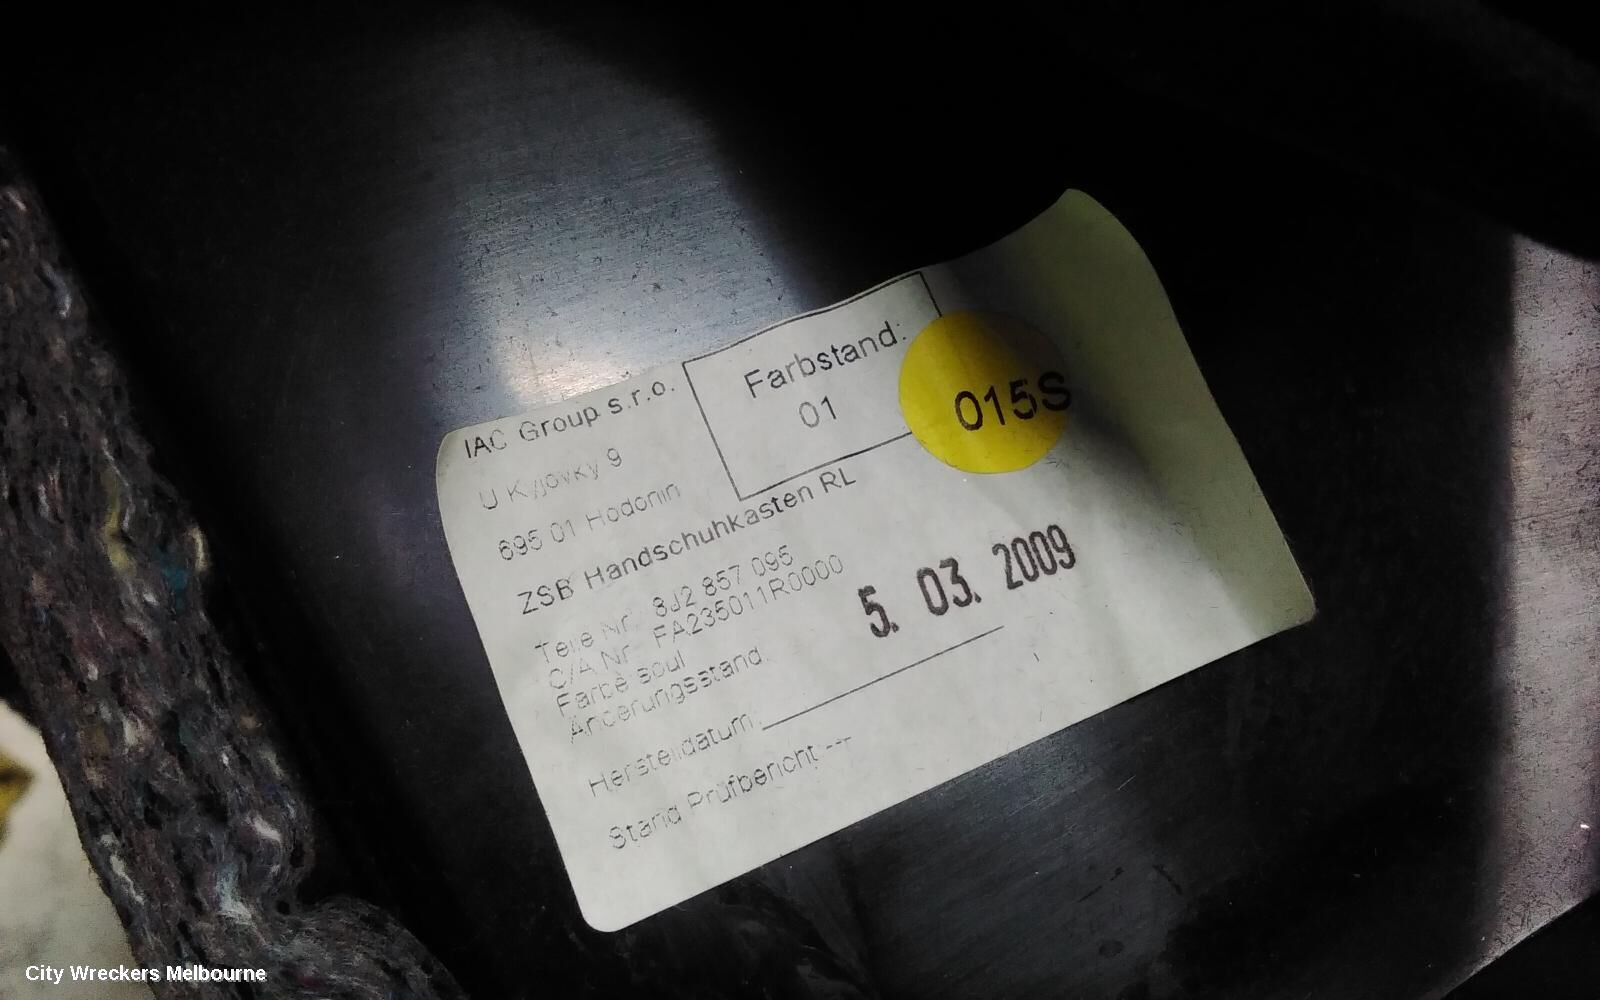 IAC Group s.r.o.
U Kyjovky 9
695 01 Hodonin
Farbstand:
01
015S
ZSB Handschuhkasten RL
Teile Nr. 8J2 857 095
C/A Nr. FA235011R0000
Farbe soul
Änderungsstand
5. 03. 2009
Herstelldatum:
Stand Prüfbericht --
City Wreckers Melbourne